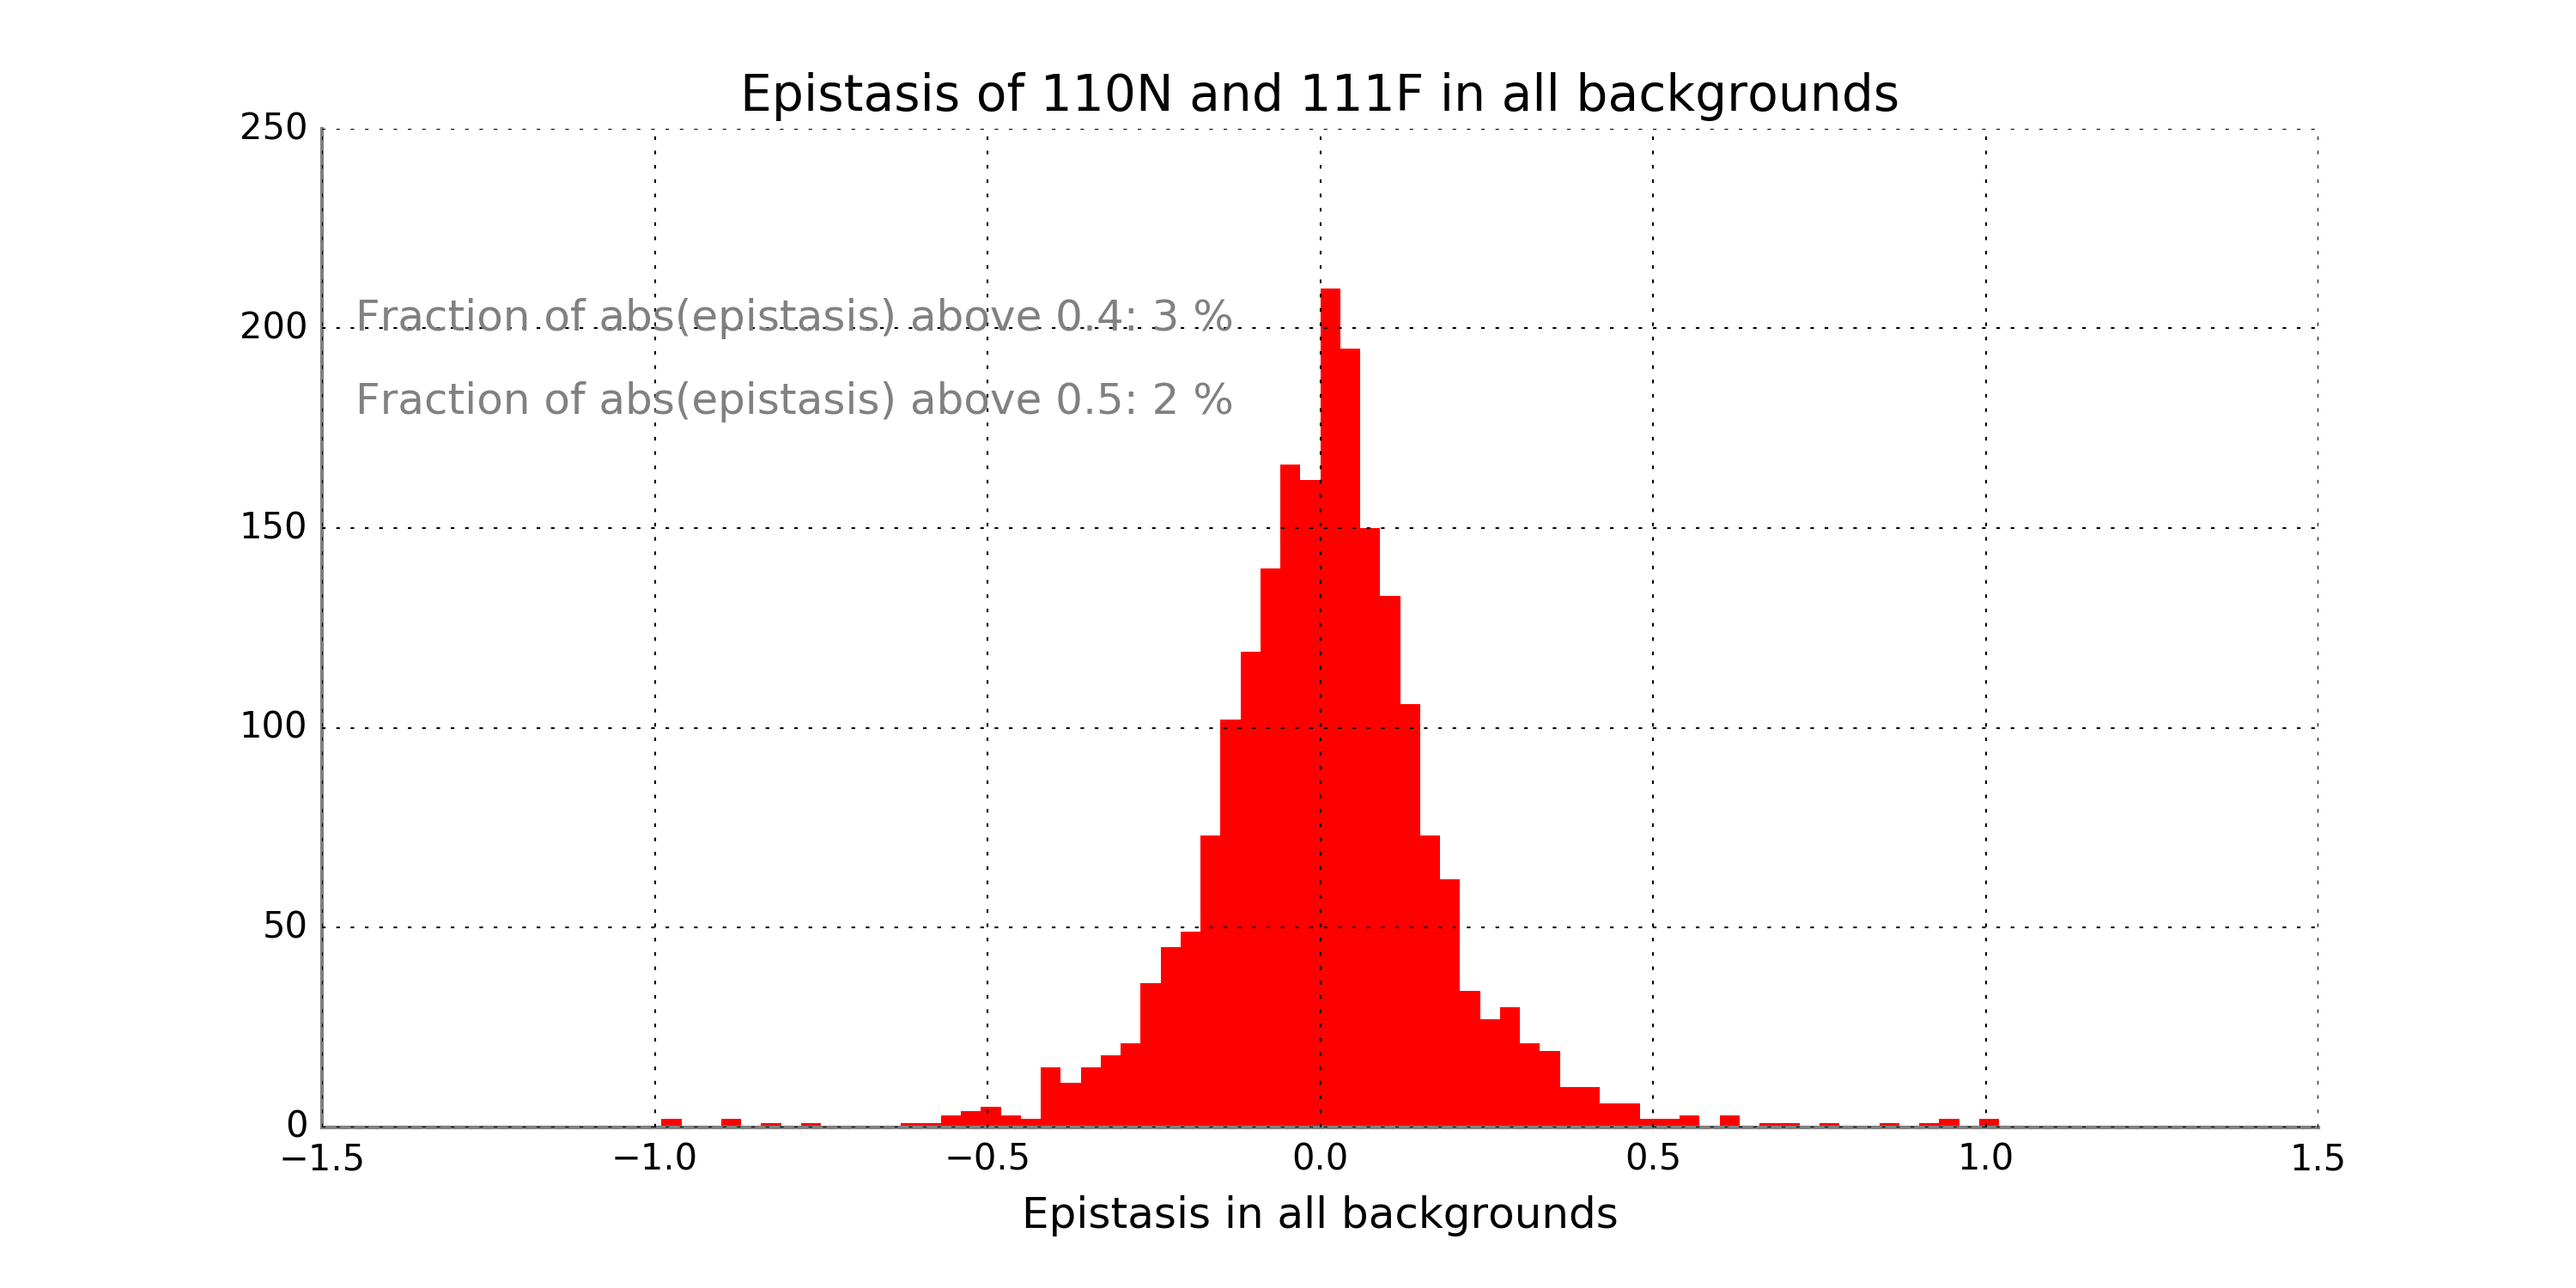 Epistasis of 110N and 111F in all backgrounds
250
200
150
100
50
0
Fraction of abs(epistasis) above 0.4: 3 %
Fraction of abs(epistasis) above 0.5: 2 %
−1.5 −1.0 −0.5 0.0 0.5 1.0 1.5
Epistasis in all backgrounds